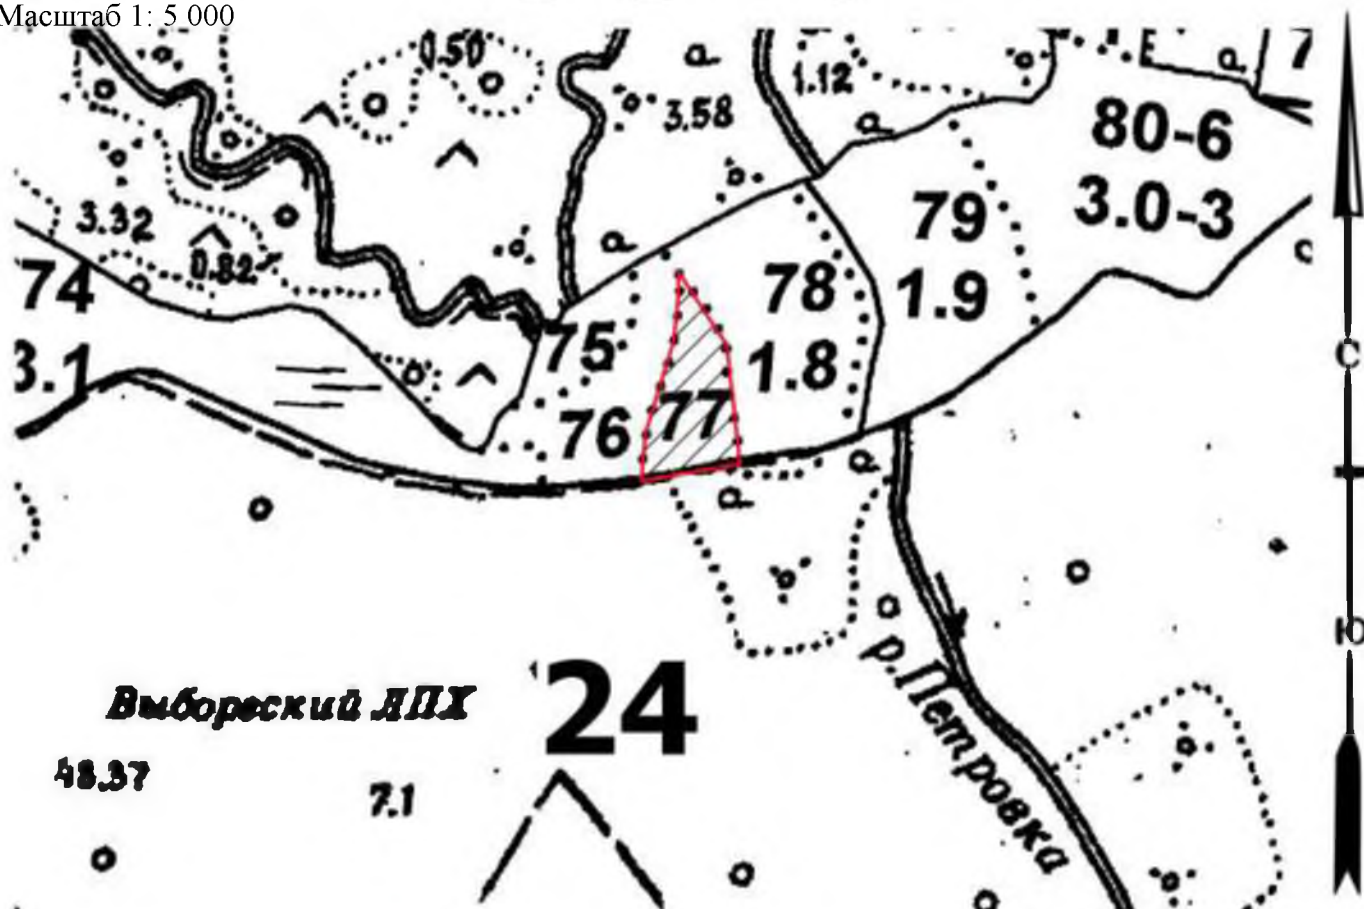 Масштаб 1: 5 000
0.50
а
3.58
1.12
а
Е
а
7
80-6
3.0-3
3.32
0.82
74
3.1
а
75
76
77
78
1.8
79
1.9
с
С
а
а
Ю
р.Петровка
Выборгский ЛПХ
24
48.37
7.1